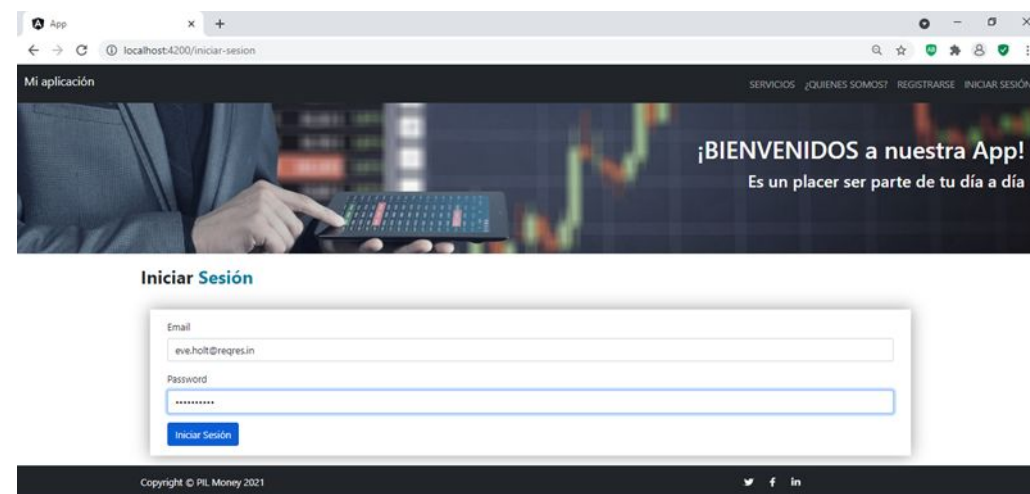 App
localhost:4200/iniciar-sesion
Mi aplicación
SERVICIOS ¿QUIENES SOMOS? REGISTRARSE INICIAR SESIÓN
¡BIENVENIDOS a nuestra App!
Es un placer ser parte de tu día a día
Iniciar Sesión
Email
eve.holt@reqres.in
Password
••••••••••
Iniciar Sesión
Copyright © PIL Money 2021